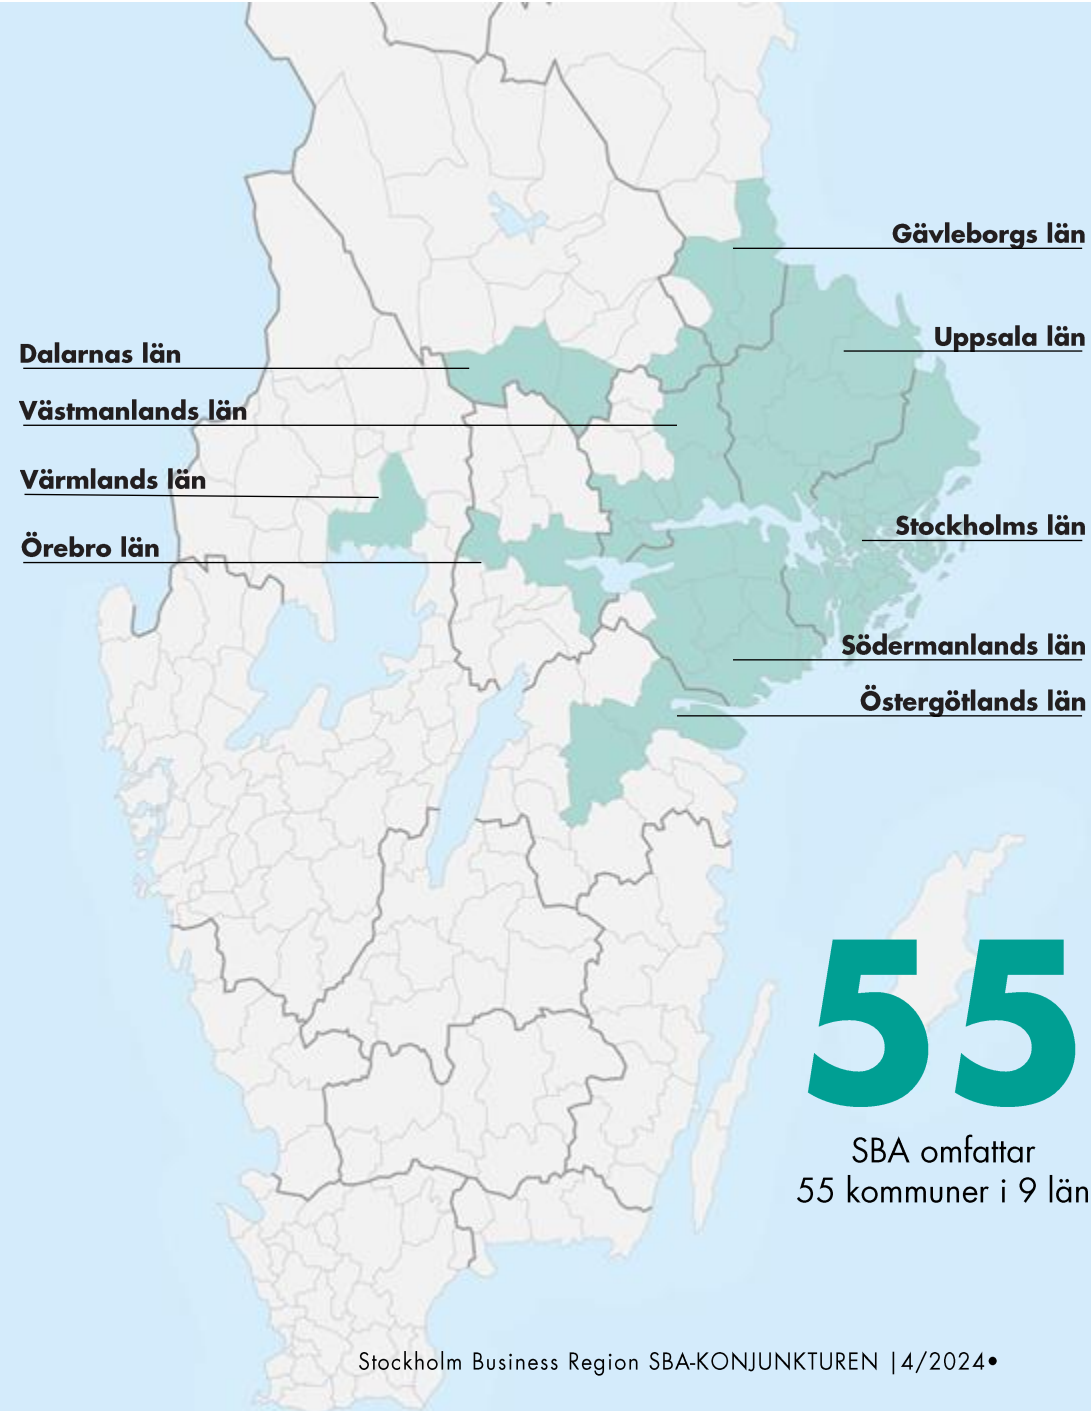 Gävleborgs län
Uppsala län
Dalarnas län
Västmanlands län
Värmlands län
Stockholms län
Örebro län
Södermanlands län
Östergötlands län
55
SBA omfattar
55 kommuner i 9 län
Stockholm Business Region SBA-KONJUNKTUREN |4/2024•